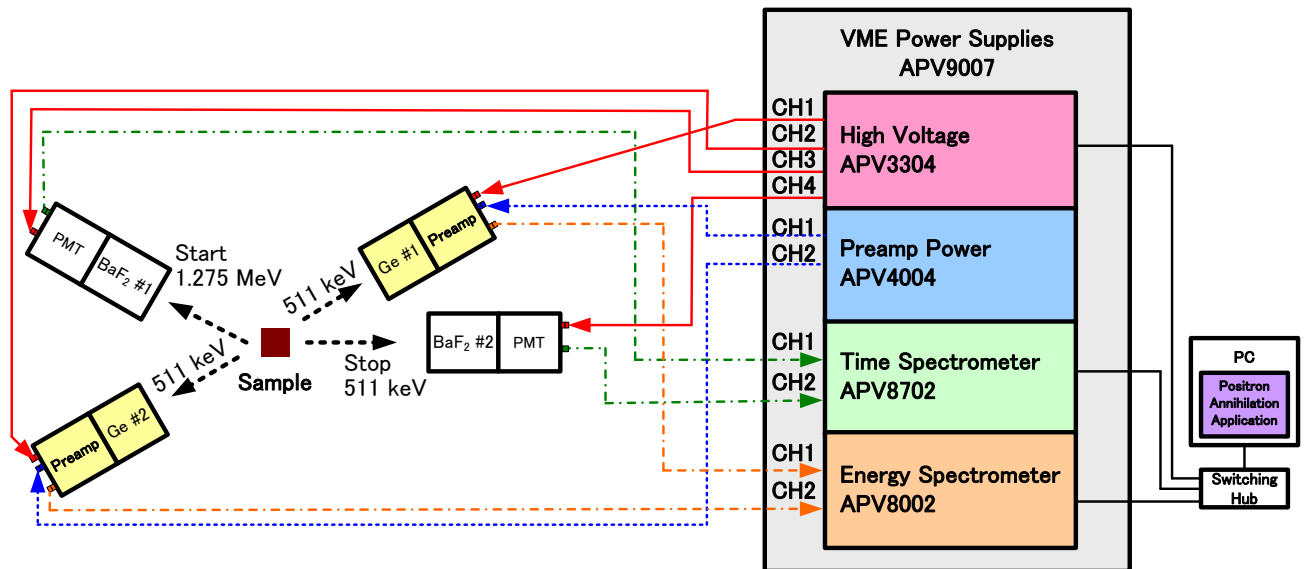 VME Power Supplies
APV9007
CH1
CH2
CH3
CH4
High Voltage
APV3304
CH1
CH2
Preamp Power
APV4004
CH1
CH2
Time Spectrometer
APV8702
CH1
CH2
Energy Spectrometer
APV8002
PMT
BaF2 #1
Start
1.275 MeV
Ge #1
Preamp
511 keV
BaF2 #2
PMT
Stop
511 keV
Sample
511 keV
Preamp
Ge #2
PC
Positron
Annihilation
Application
Switching
Hub